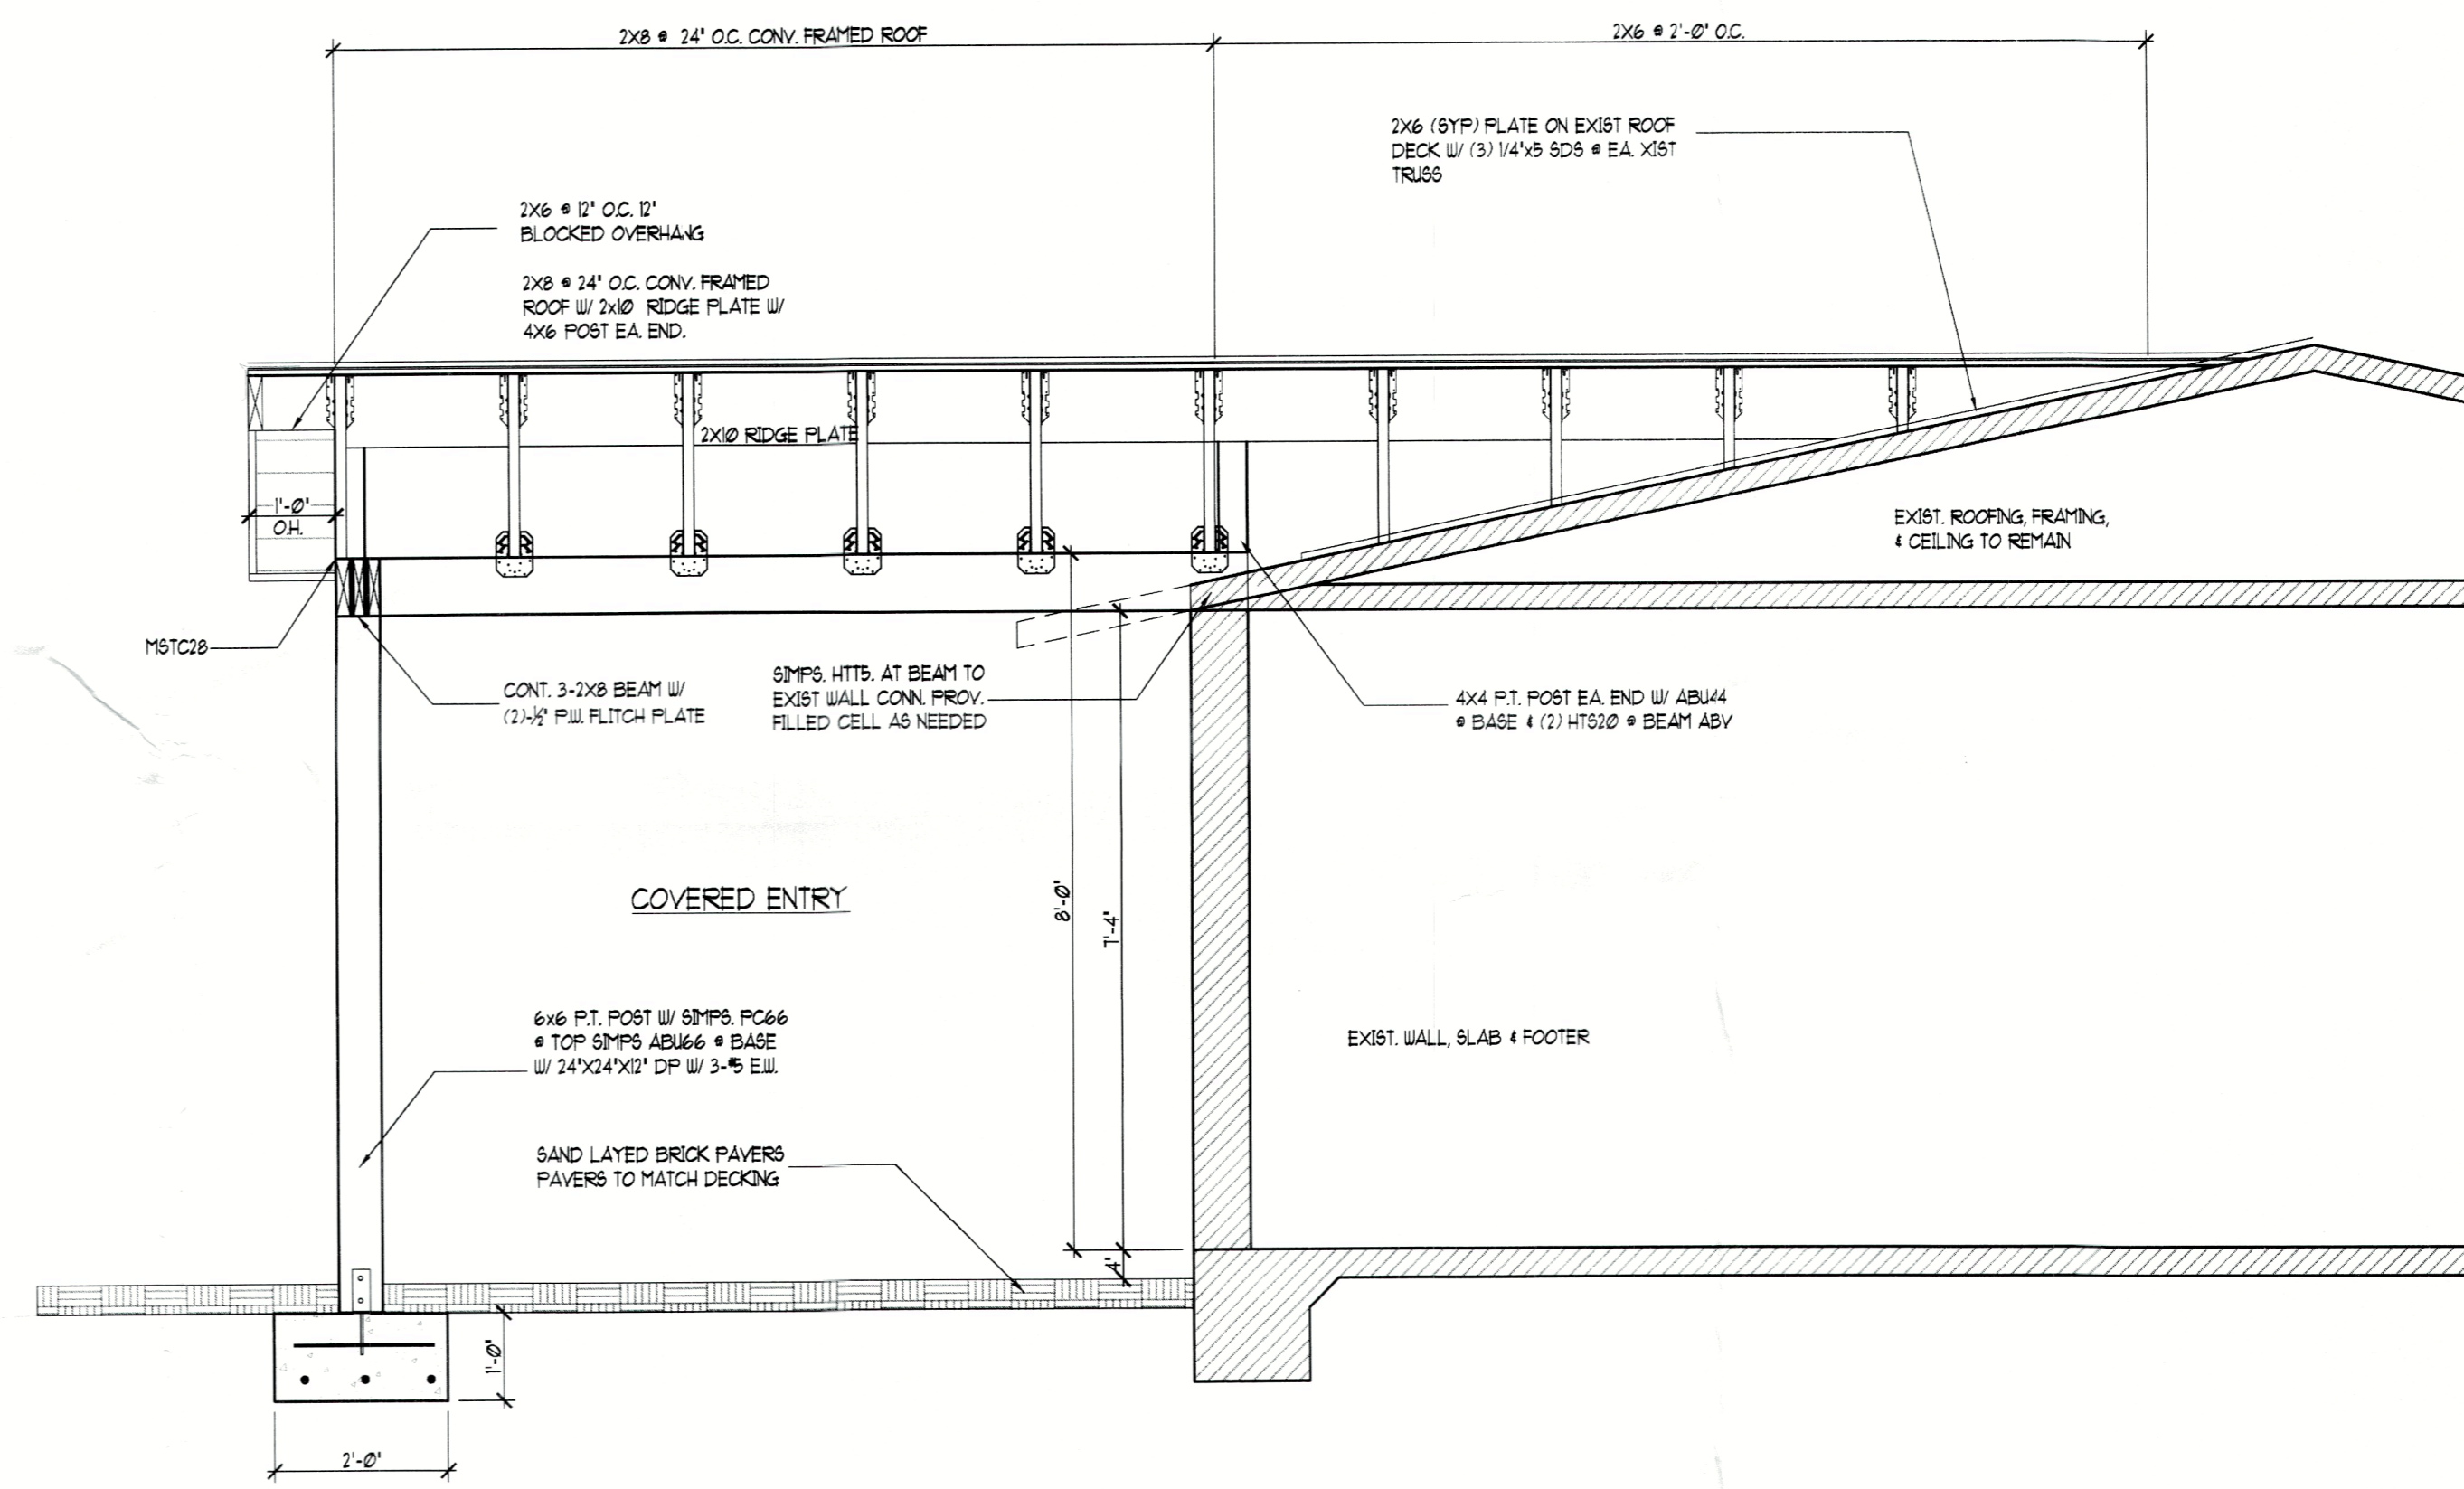 2X8 @ 24" O.C. CONV. FRAMED ROOF
2X6 @ 2'-0" O.C.
2X6 (SYP) PLATE ON EXIST ROOF
DECK W/ (3) 1/4"x5 SDS @ EA. XIST
TRUSS
2X6 @ 12" O.C. 12"
BLOCKED OVERHANG
2X8 @ 24" O.C. CONV. FRAMED
ROOF W/ 2x10 RIDGE PLATE W/
4X6 POST EA. END.
2X10 RIDGE PLATE
1'-0"
O.H.
EXIST. ROOFING, FRAMING,
& CEILING TO REMAIN
MSTC28
CONT. 3-2X8 BEAM W/
(2)-1/2" P.W. FLITCH PLATE
SIMPS. HTT5. AT BEAM TO
EXIST WALL CONN. PROV.
FILLED CELL AS NEEDED
4X4 P.T. POST EA. END W/ ABU44
@ BASE & (2) HTS20 @ BEAM ABV
COVERED ENTRY
8'-0"
7'-4"
6x6 P.T. POST W/ SIMPS. PC66
@ TOP SIMPS ABU66 @ BASE
W/ 24"X24"X12" DP W/ 3-#5 E.W.
EXIST. WALL, SLAB & FOOTER
SAND LAYED BRICK PAVERS
PAVERS TO MATCH DECKING
4"
1'-0"
2'-0"